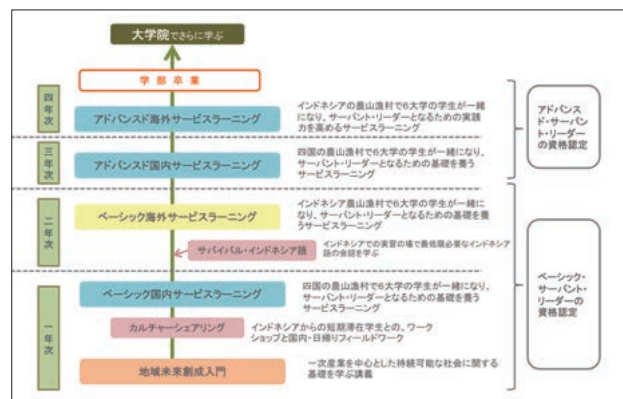 大学院でさらに学ぶ
学部卒業
四年次
アドバンスド海外サービスラーニング
インドネシアの農山漁村で6大学の学生が一緒
になり、サーバント・リーダーとなるための実践
力を高めるサービスラーニング
アドバンスド・サーバント・リーダー
の資格認定
三年次
アドバンスド国内サービスラーニング
四国の農山漁村で6大学の学生が一緒になり、
サーバント・リーダーとなるための基礎を養う
サービスラーニング
二年次
ベーシック海外サービスラーニング
インドネシア農山漁村で6大学の学生が一緒に
なり、サーバント・リーダーとなるための基礎を養
うサービスラーニング
サバイバル・インドネシア語
インドネシアでの実習の場で最低限必要なインドネシア
語の会話を学ぶ
ベーシック・
サーバント・
リーダーの
資格認定
一年次
ベーシック国内サービスラーニング
四国の農山漁村で6大学の学生が一緒になり、
サーバント・リーダーとなるための基礎を養う
サービスラーニング
カルチャーシェアリング
インドネシアからの短期滞在学生との、ワーク
ショップと国内・日帰りフィールドワーク
地域未来創成入門
一次産業を中心とした持続可能な社会に関する
基礎を学ぶ講義